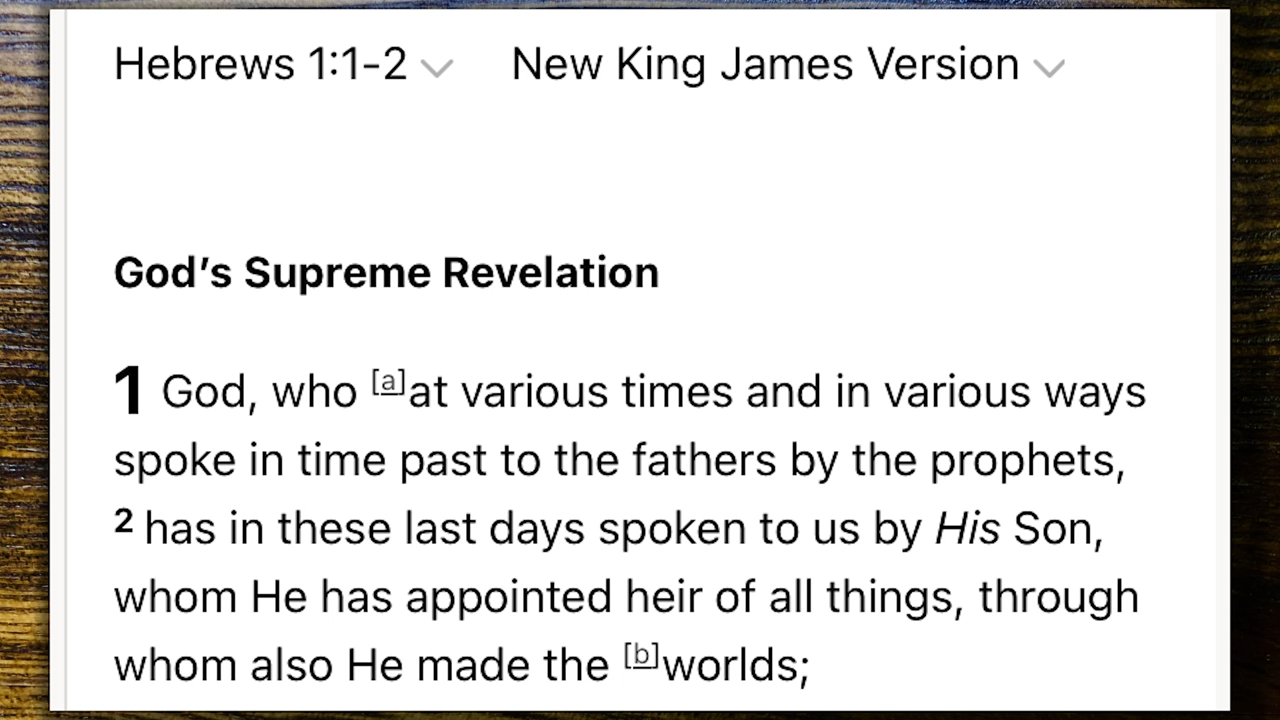 Hebrews 1:1-2 New King James Version
God’s Supreme Revelation
1 God, who [a]at various times and in various ways
spoke in time past to the fathers by the prophets,
2 has in these last days spoken to us by His Son,
whom He has appointed heir of all things, through
whom also He made the [b]worlds;